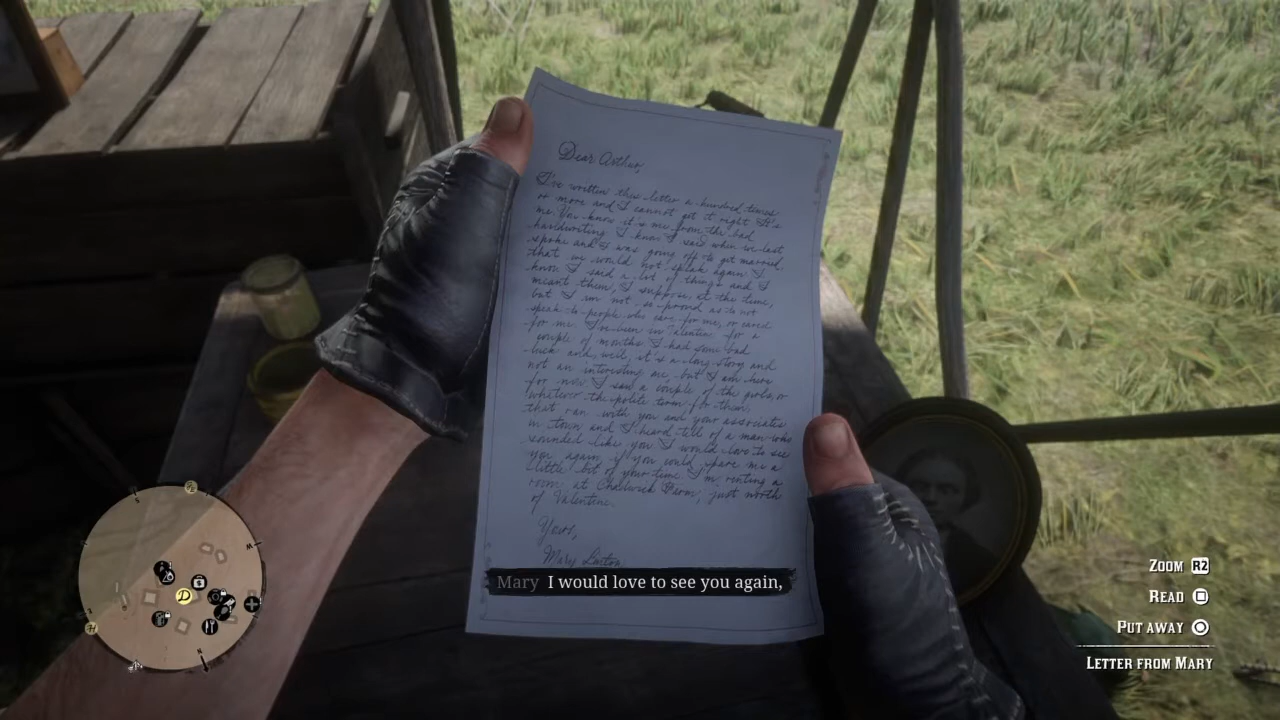 Dear Arthur,
I've written this letter a hundred times
or more and I cannot get it right. It's
me. You know it is me from the bad
handwriting. I know I said when we last
spoke and I was going off to get married,
that we would not speak again. I
know I said a lot of things and I
meant them, I suppose, at the time,
but I am not so proud as to not
speak to people who care for me, or cared
for me. I've been in Valentine for a
couple of months. I had some bad
luck and, well, it's a long story and
not an interesting one, but I am here
for now. I saw a couple of the girls, or
whatever the polite term for them,
that ran with you and your associates
in town and I heard tell of a man who
sounded like you. I would love to see
you again, if you could spare me a
little bit of your time. I'm renting a
room at Chadwick Farm, just north
of Valentine.
Yours,
Mary Linton
Mary I would love to see you again,
ZOOM R2
READ
PUT AWAY
LETTER FROM MARY